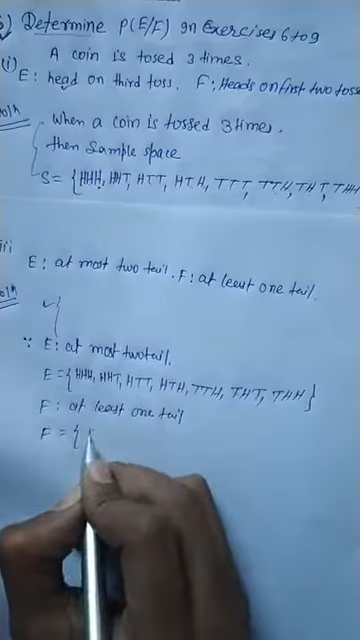 Determine P(E/F) in Exercises 6 to 9
A coin is tosed 3 times.
(i) E: head on third toss, F: Heads on first two toss
Soln
when a coin is tossed 3 times.
then Sample space
S = {HHH, HHT, HTT, HTH, TTT, TTH, THT, THH
E: at most two tail. F: at least one tail.
Soln
∵ E: at most two tail.
E = {HHH, HHT, HTT, HTH, TTH, THT, THH}
F: at least one tail
F = {